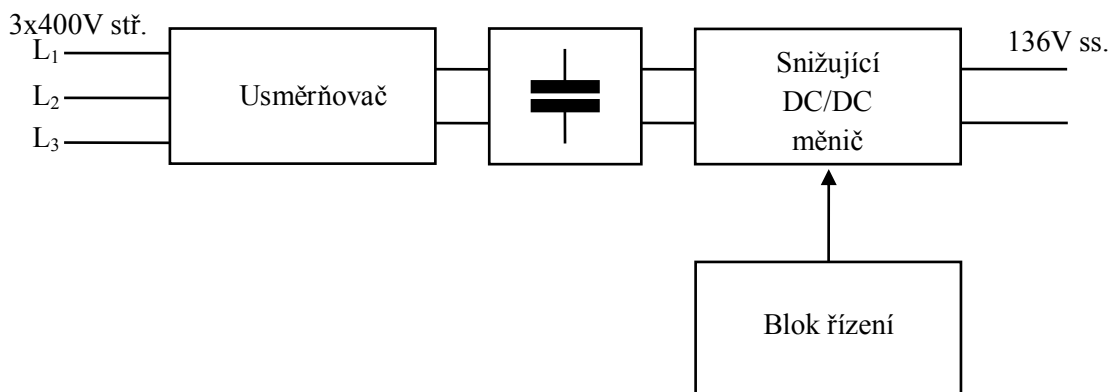 3x400V stř.
L₁
L₂
L₃
Usměrňovač
Snižující
DC/DC
měnič
136V ss.
Blok řízení